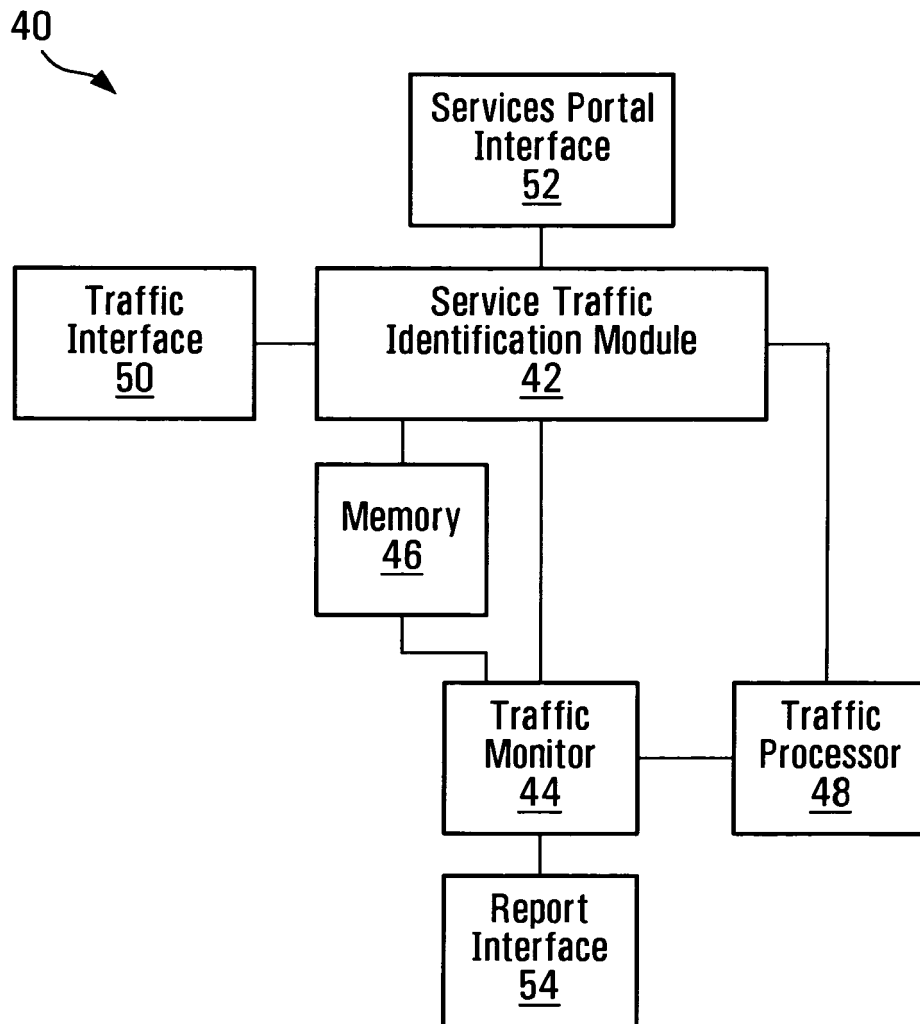 40
Services Portal
Interface
52
Traffic
Interface
50
Service Traffic
Identification Module
42
Memory
46
Traffic
Monitor
44
Traffic
Processor
48
Report
Interface
54